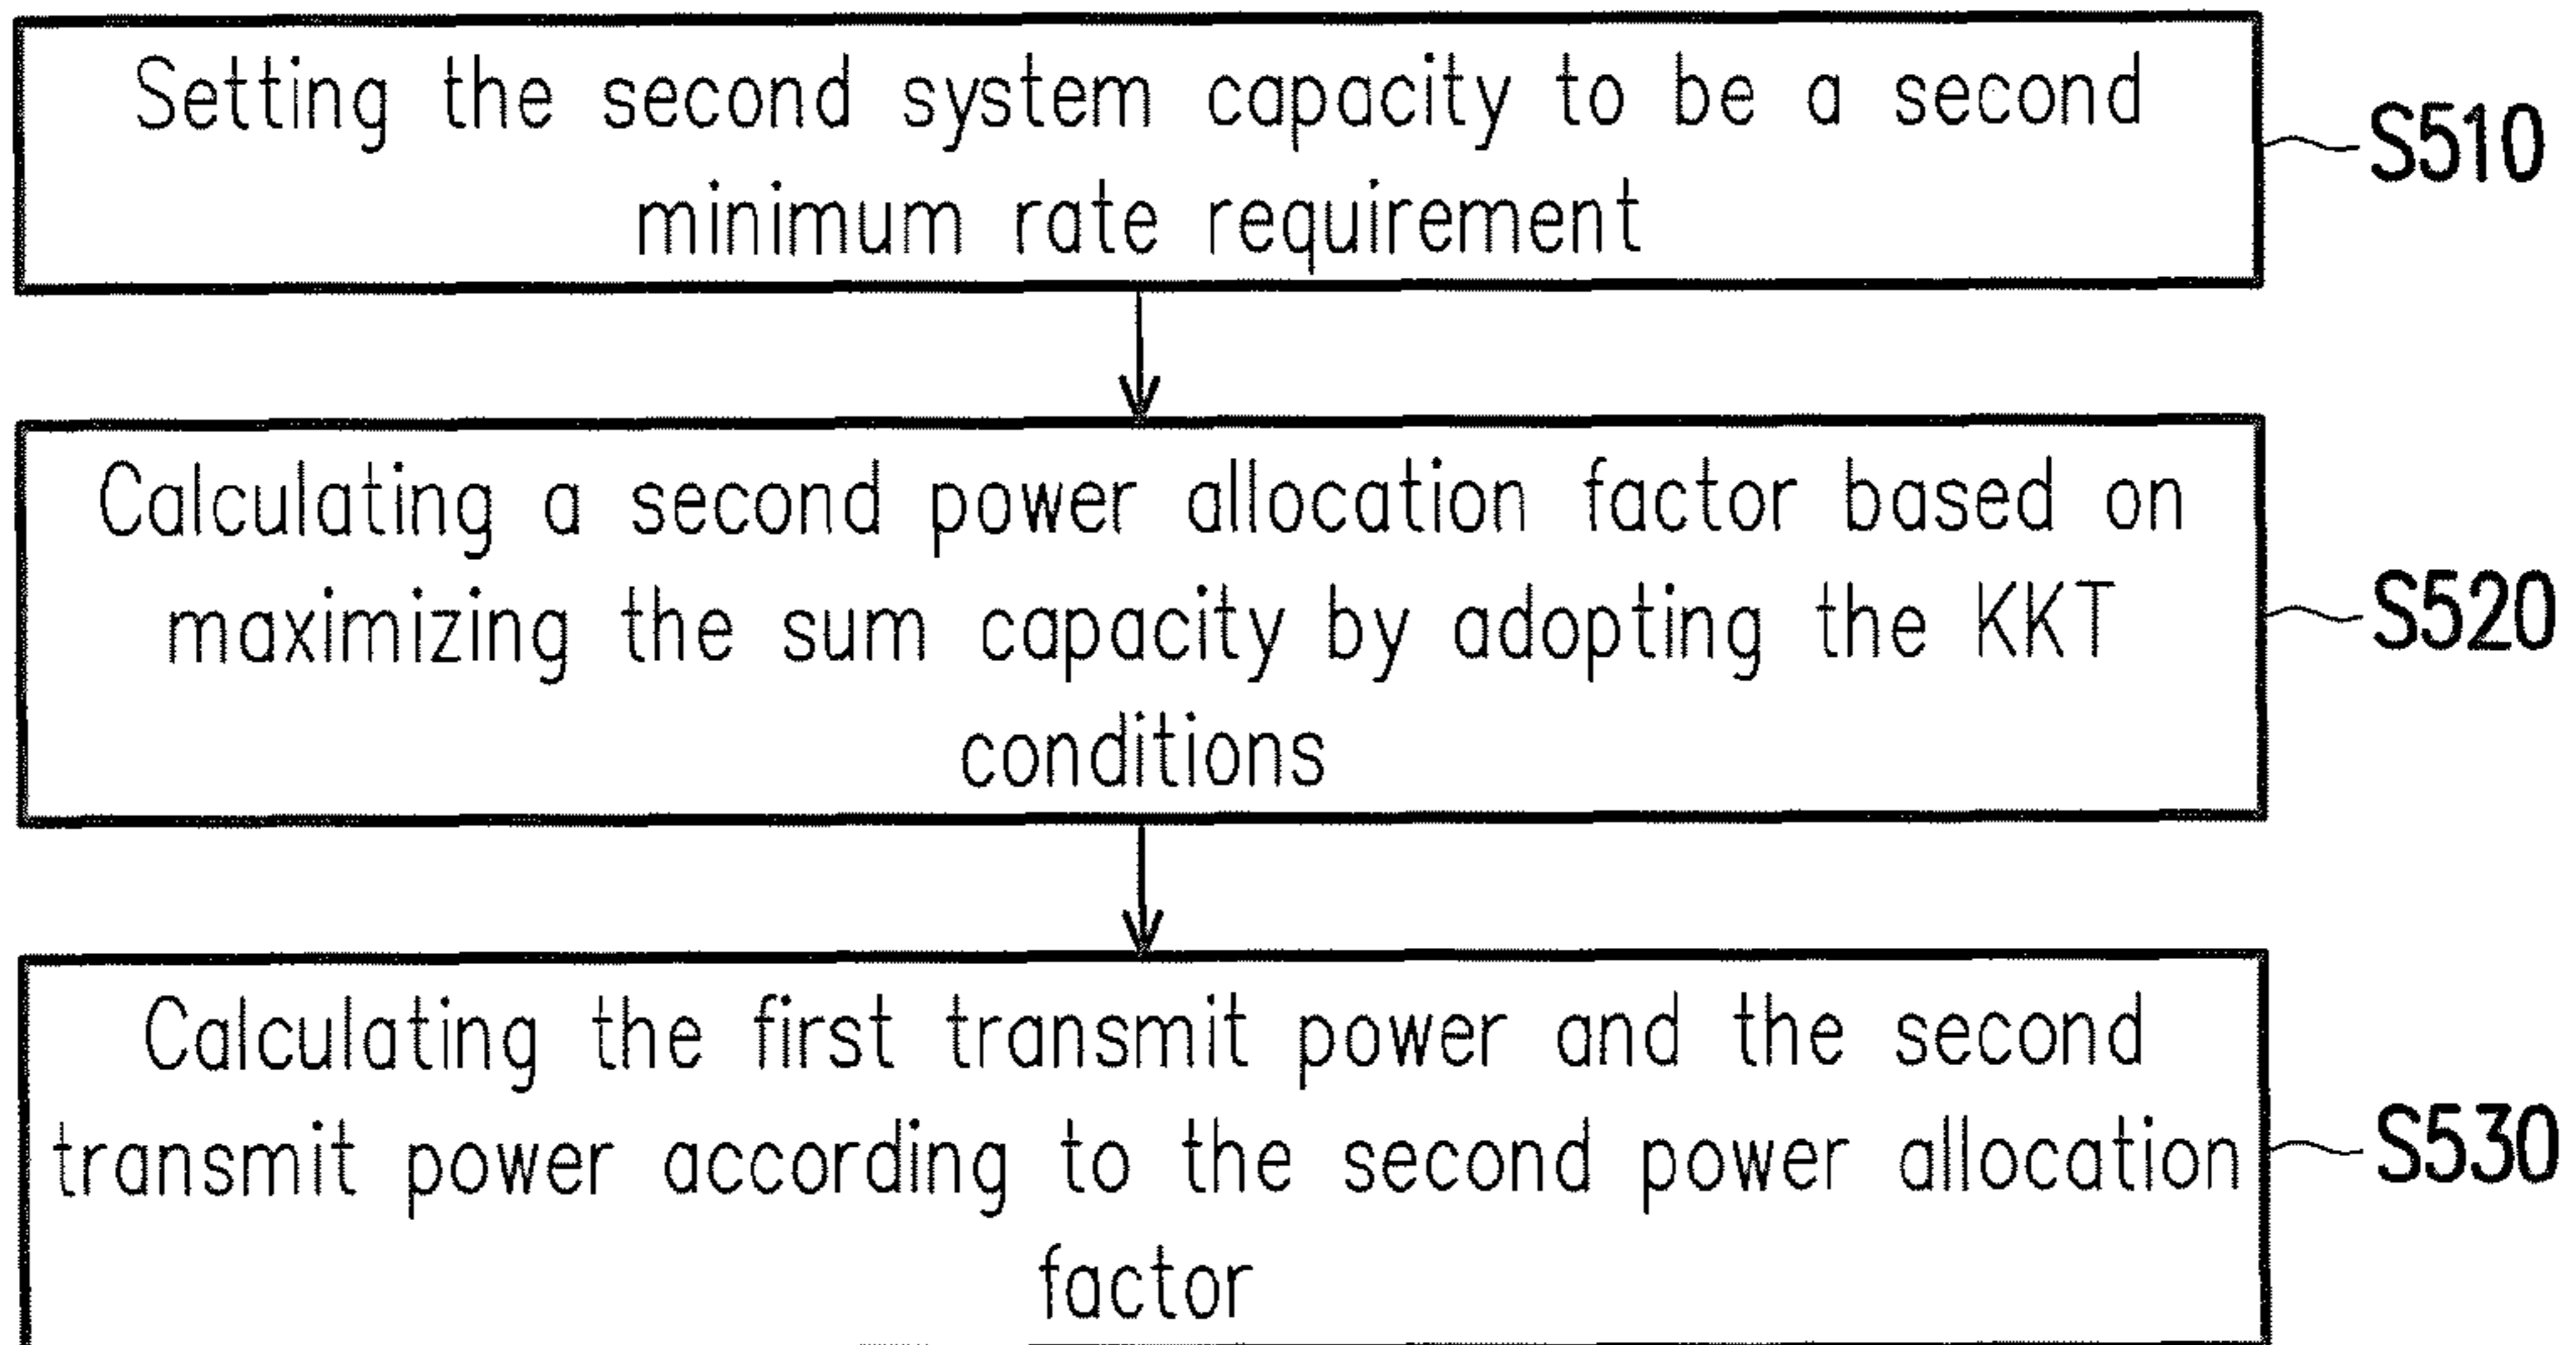 Setting the second system capacity to be a second
minimum rate requirement
S510
Calculating a second power allocation factor based on
maximizing the sum capacity by adopting the KKT
conditions
S520
Calculating the first transmit power and the second
transmit power according to the second power allocation
factor
S530